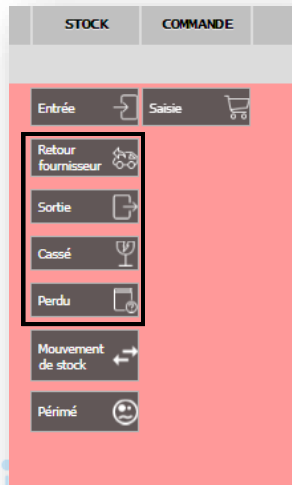 STOCK COMMANDE
Entrée Saisie
Retour
fournisseur
Sortie
Cassé
Perdu
Mouvement
de stock
Périmé